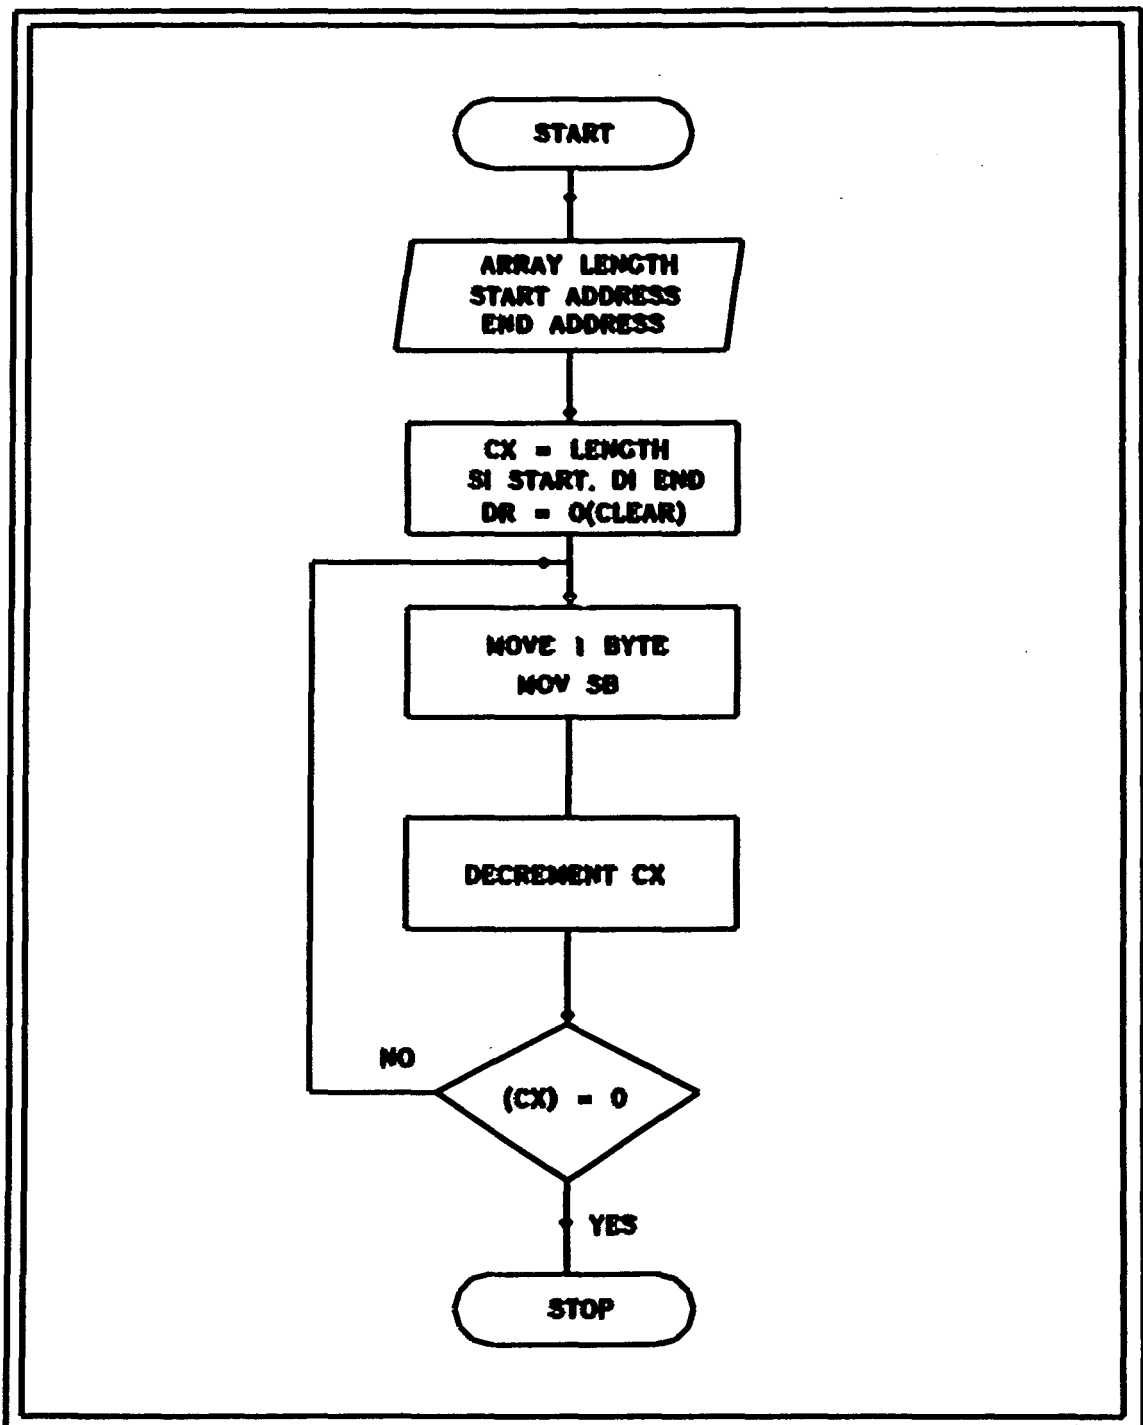 START
ARRAY LENGTH
START ADDRESS
END ADDRESS
CX = LENGTH
SI START. DI END
DR = 0(CLEAR)
MOVE 1 BYTE
MOV SB
DECREMENT CX
NO
(CX) = 0
YES
STOP